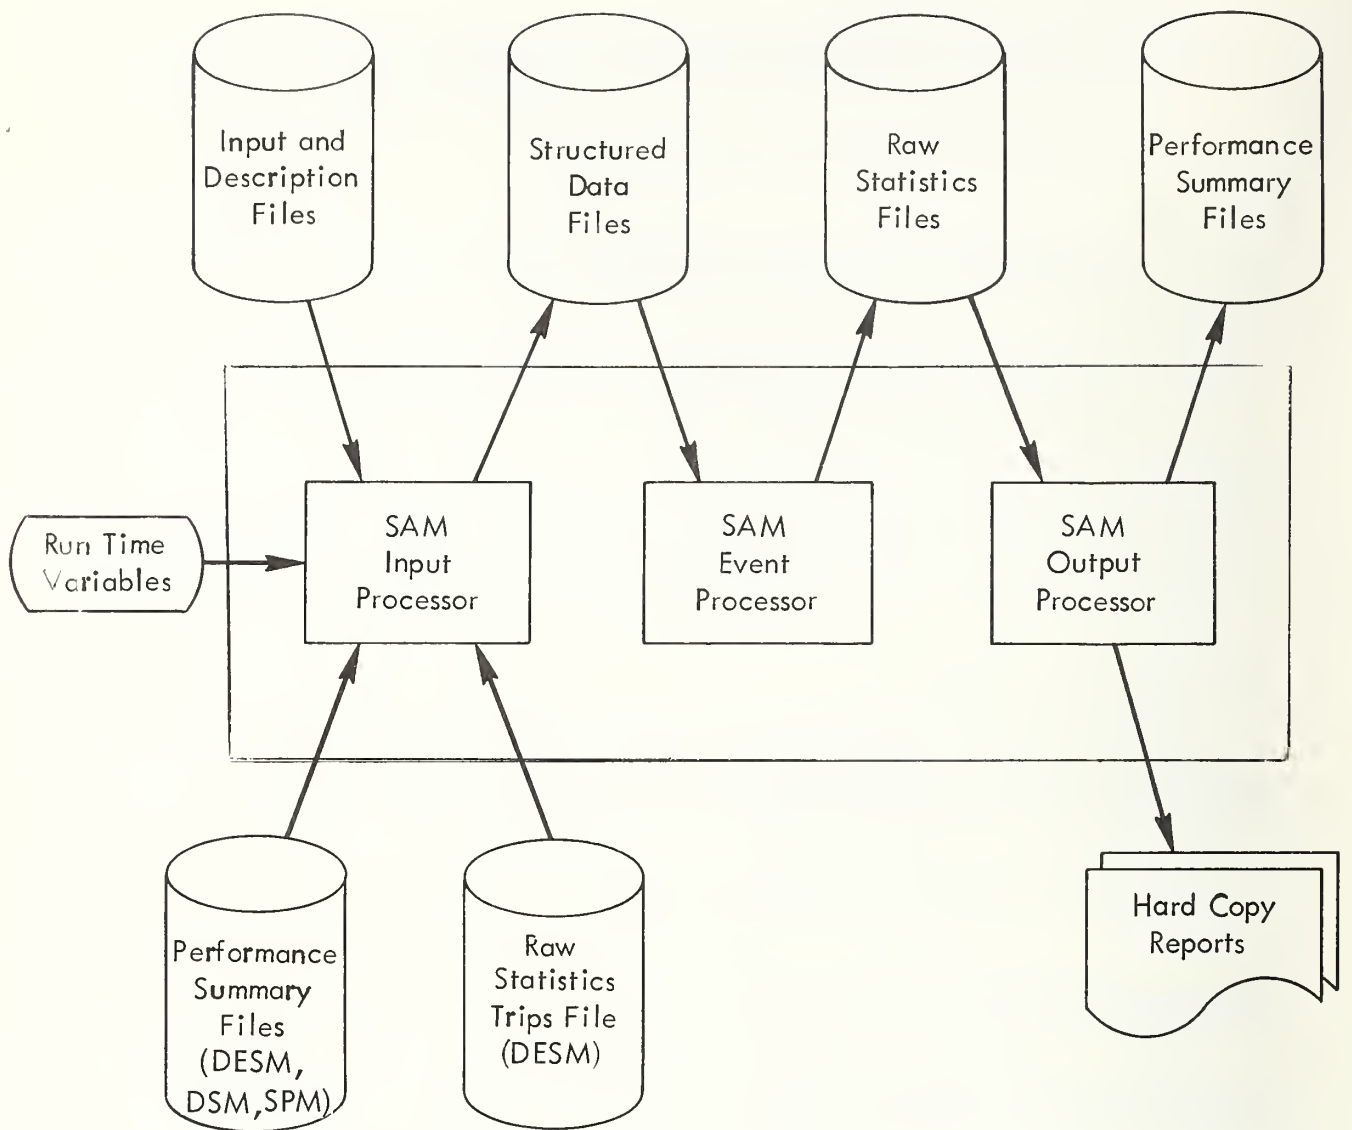 Input and
Description
Files
Structured
Data
Files
Raw
Statistics
Files
Performance
Summary
Files
Run Time
Variables
SAM
Input
Processor
SAM
Event
Processor
SAM
Output
Processor
Performance
Summary
Files
(DESM,
DSM,SPM)
Raw
Statistics
Trips File
(DESM)
Hard Copy
Reports